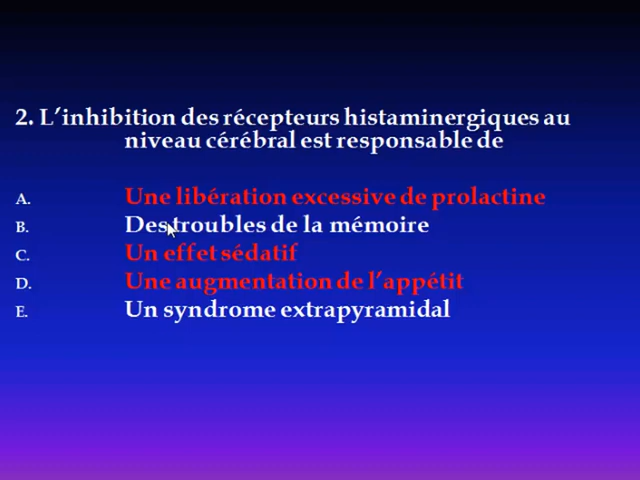 2. L’inhibition des récepteurs histaminergiques au
niveau cérébral est responsable de
A. Une libération excessive de prolactine
B. Des troubles de la mémoire
C. Un effet sédatif
D. Une augmentation de l’appétit
E. Un syndrome extrapyramidal